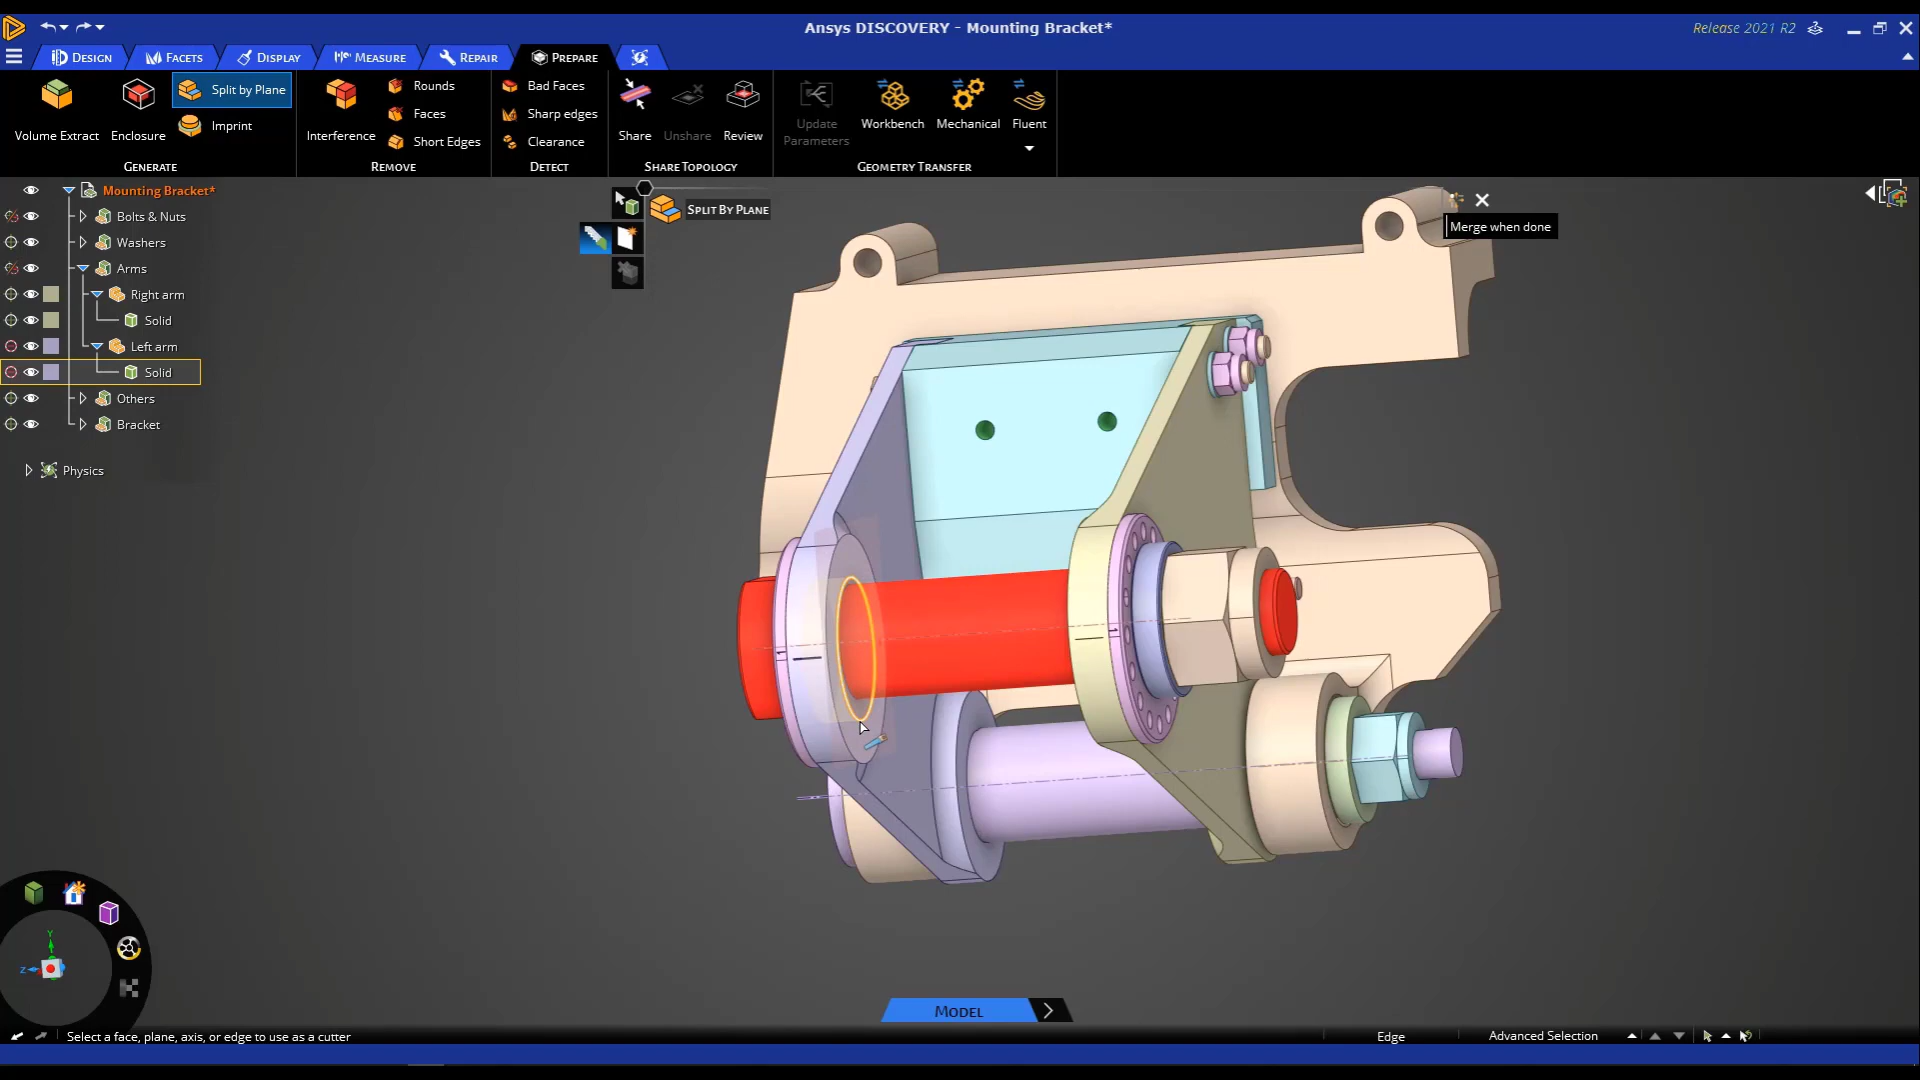 Ansys DISCOVERY - Mounting Bracket*
Release 2021 R2
DESIGN
FACETS
DISPLAY
MEASURE
REPAIR
PREPARE
Volume Extract
Enclosure
Split by Plane
Imprint
GENERATE
Interference
Rounds
Faces
Short Edges
REMOVE
Bad Faces
Sharp edges
Clearance
DETECT
Share
Unshare
Review
SHARE TOPOLOGY
Update
Parameters
Workbench
Mechanical
Fluent
GEOMETRY TRANSFER
Mounting Bracket*
Bolts & Nuts
Washers
Arms
Right arm
Solid
Left arm
Solid
Others
Bracket
Physics
SPLIT BY PLANE
Merge when done
Y
Z
MODEL
Select a face, plane, axis, or edge to use as a cutter
Edge
Advanced Selection